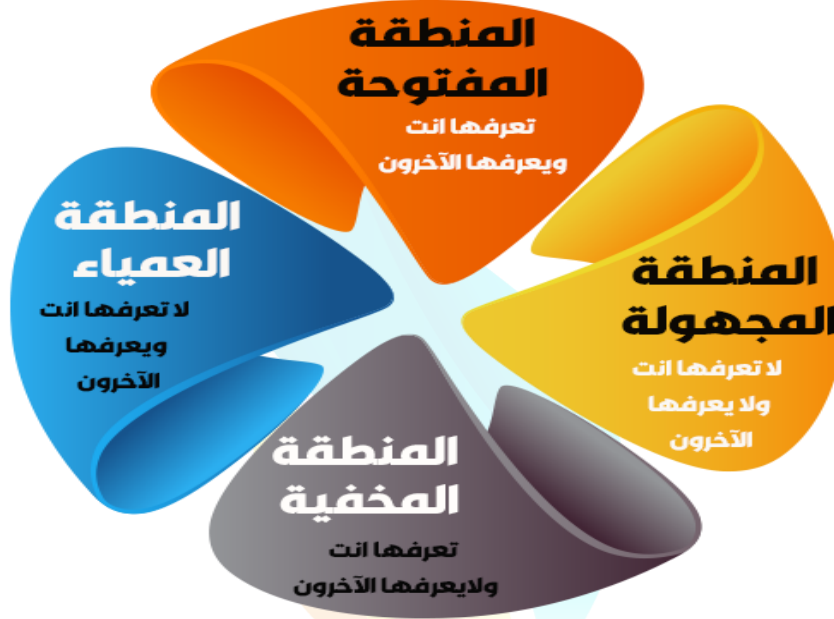 المنطقة
المفتوحة
تعرفها انت
ويعرفها الآخرون
المنطقة
المجهولة
لا تعرفها انت
ولا يعرفها
الآخرون
المنطقة
العمياء
لا تعرفها انت
ويعرفها
الآخرون
المنطقة
المخفية
تعرفها انت
ولايعرفها الآخرون